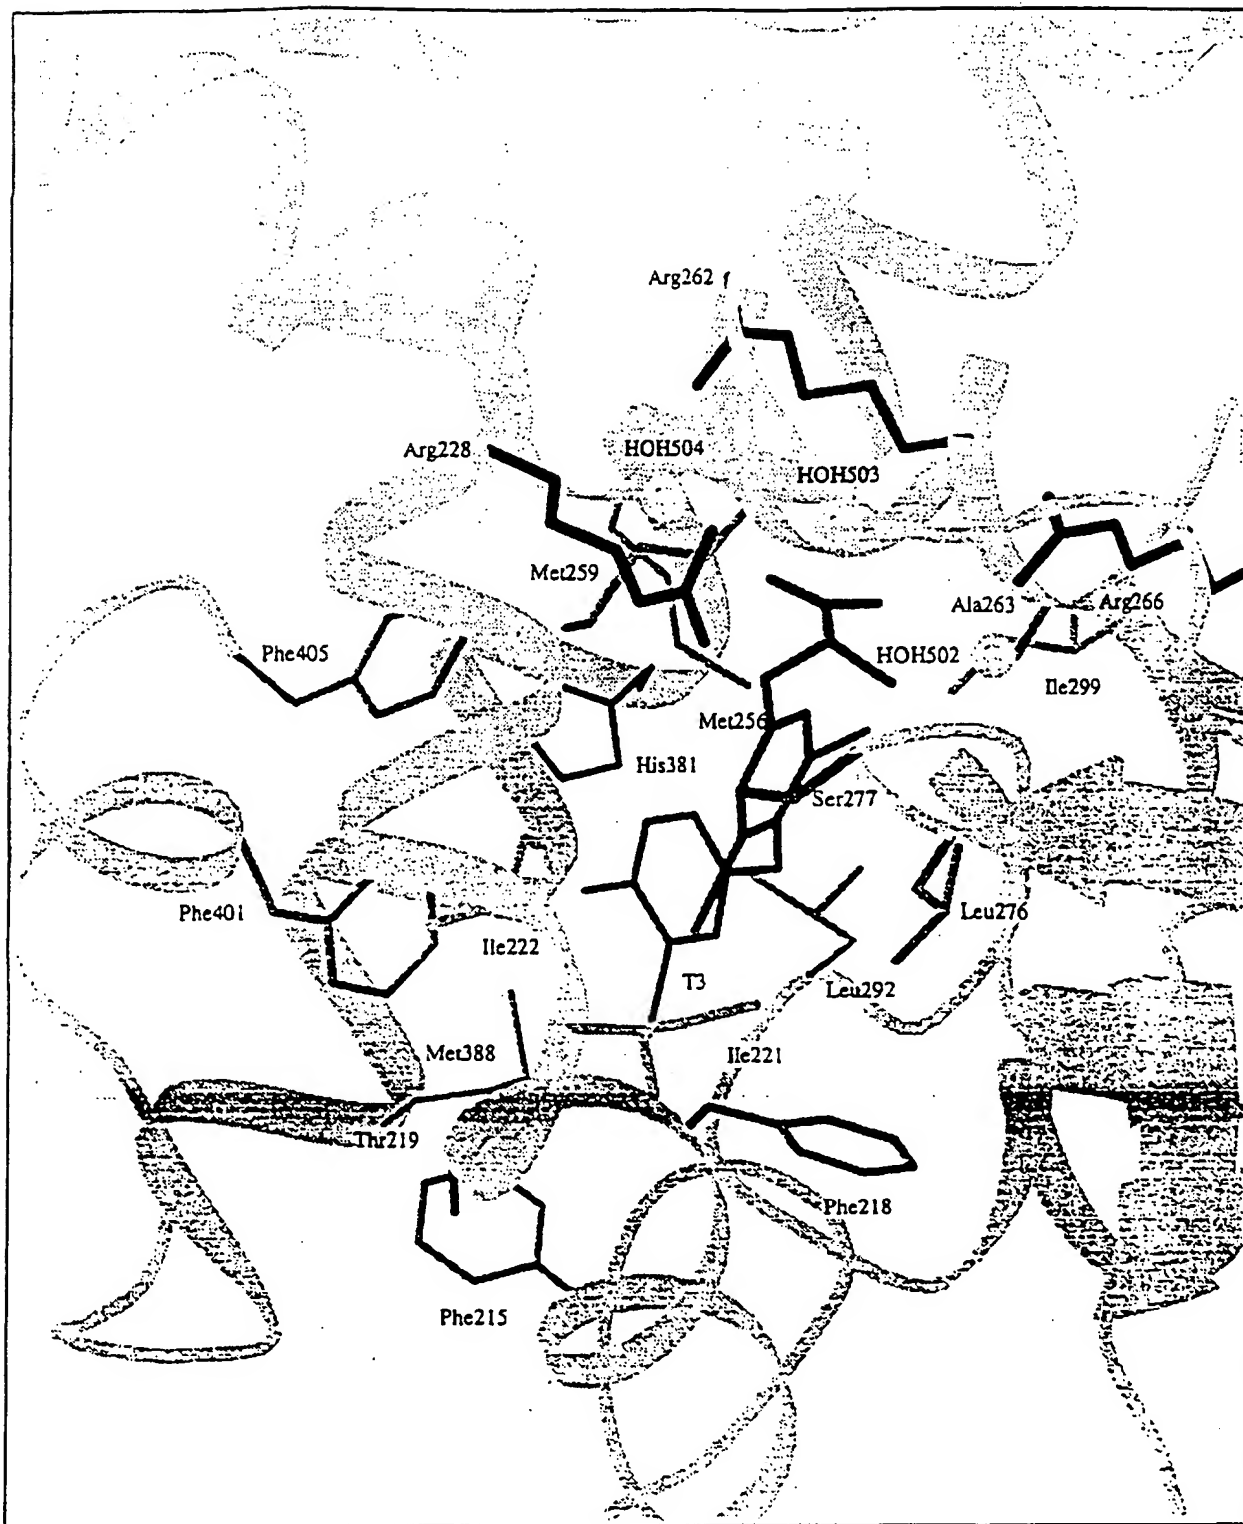 Arg262
Arg228
HOH504
HOH503
Met259
Ala263
Arg266
Phe405
HOH502
Ile299
Met256
His381
Ser277
Phe401
Leu276
Ile222
T3
Leu292
Met388
Ile221
Thr219
Phe218
Phe215